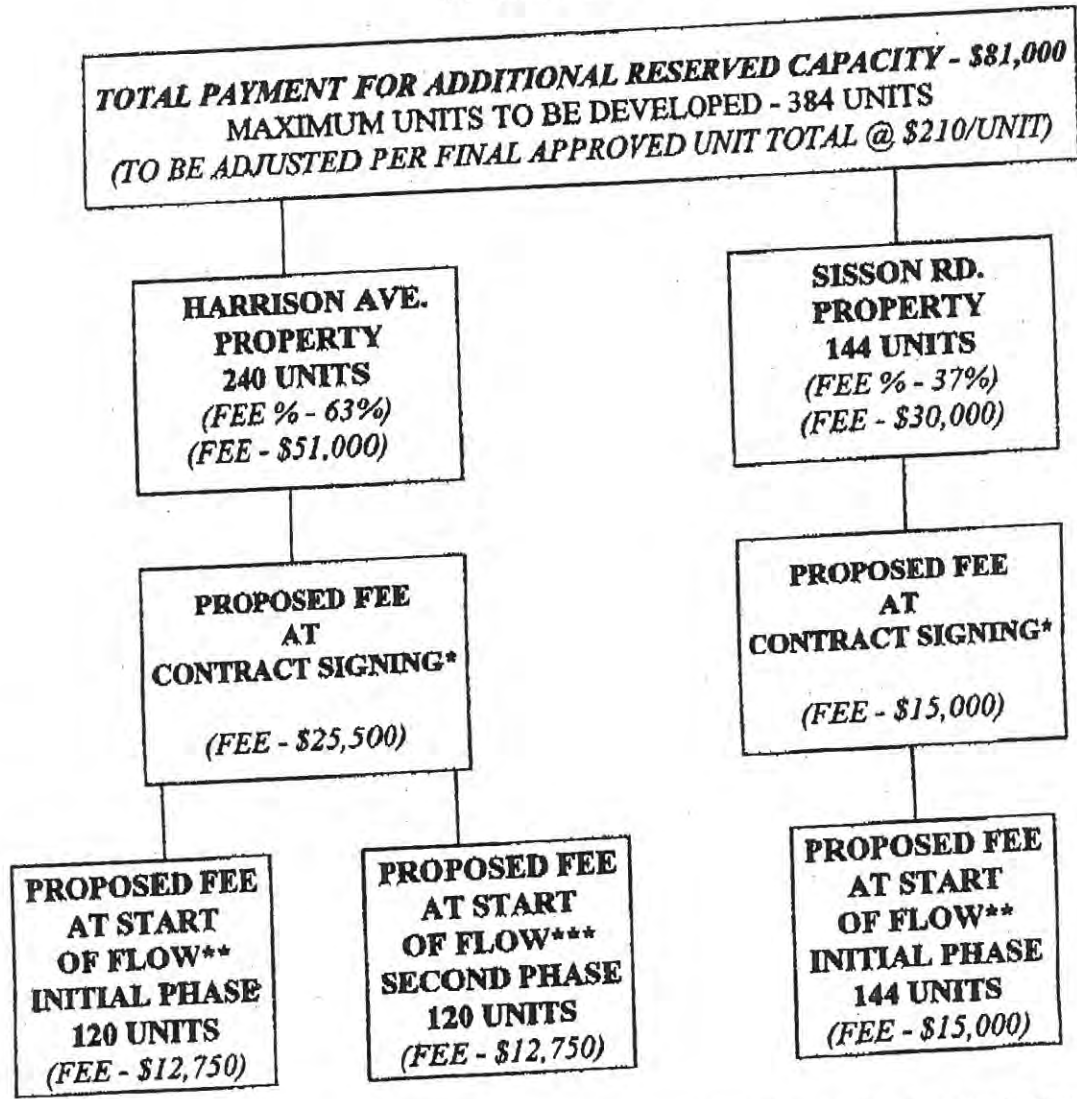 TOTAL PAYMENT FOR ADDITIONAL RESERVED CAPACITY - $81,000
MAXIMUM UNITS TO BE DEVELOPED - 384 UNITS
(TO BE ADJUSTED PER FINAL APPROVED UNIT TOTAL @ $210/UNIT)
HARRISON AVE.
PROPERTY
240 UNITS
(FEE % - 63%)
(FEE - $51,000)
SISSON RD.
PROPERTY
144 UNITS
(FEE % - 37%)
(FEE - $30,000)
PROPOSED FEE
AT
CONTRACT SIGNING*
(FEE - $25,500)
PROPOSED FEE
AT
CONTRACT SIGNING*
(FEE - $15,000)
PROPOSED FEE
AT START
OF FLOW**
INITIAL PHASE
120 UNITS
(FEE - $12,750)
PROPOSED FEE
AT START
OF FLOW***
SECOND PHASE
120 UNITS
(FEE - $12,750)
PROPOSED FEE
AT START
OF FLOW**
INITIAL PHASE
144 UNITS
(FEE - $15,000)